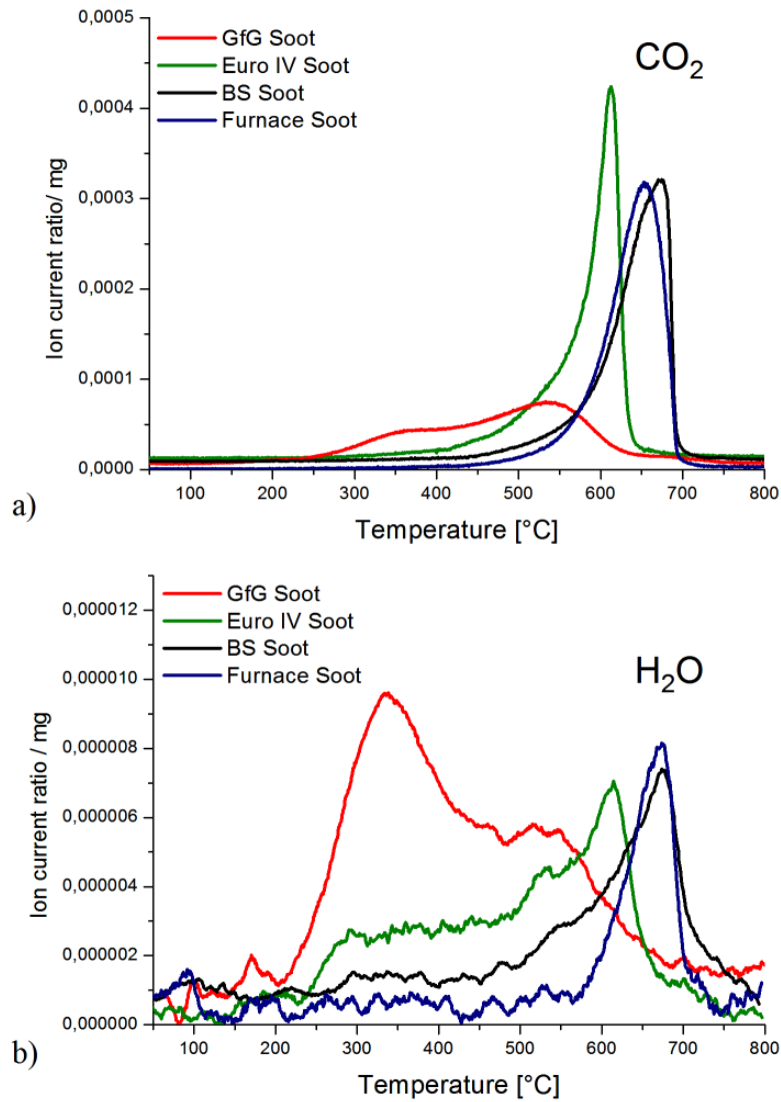 0,0005
0,0004
0,0003
0,0002
0,0001
0,0000
Ion current ratio/ mg
GfG Soot
Euro IV Soot
BS Soot
Furnace Soot
CO₂
100 200 300 400 500 600 700 800
Temperature [°C]
a)
0,000012
0,000010
0,000008
0,000006
0,000004
0,000002
0,000000
Ion current ratio / mg
GfG Soot
Euro IV Soot
BS Soot
Furnace Soot
H₂O
100 200 300 400 500 600 700 800
Temperature [°C]
b)